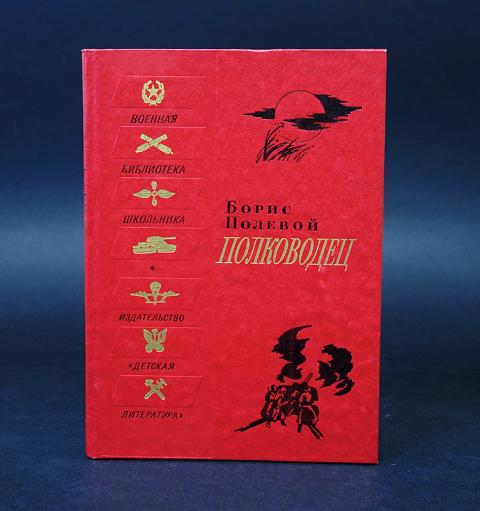 ВОЕННАЯ
БИБЛИОТЕКА
ШКОЛЬНИКА
*
ИЗДАТЕЛЬСТВО
«ДЕТСКАЯ
ЛИТЕРАТУРА»
Борис
Полевой
ПОЛКОВОДЕЦ